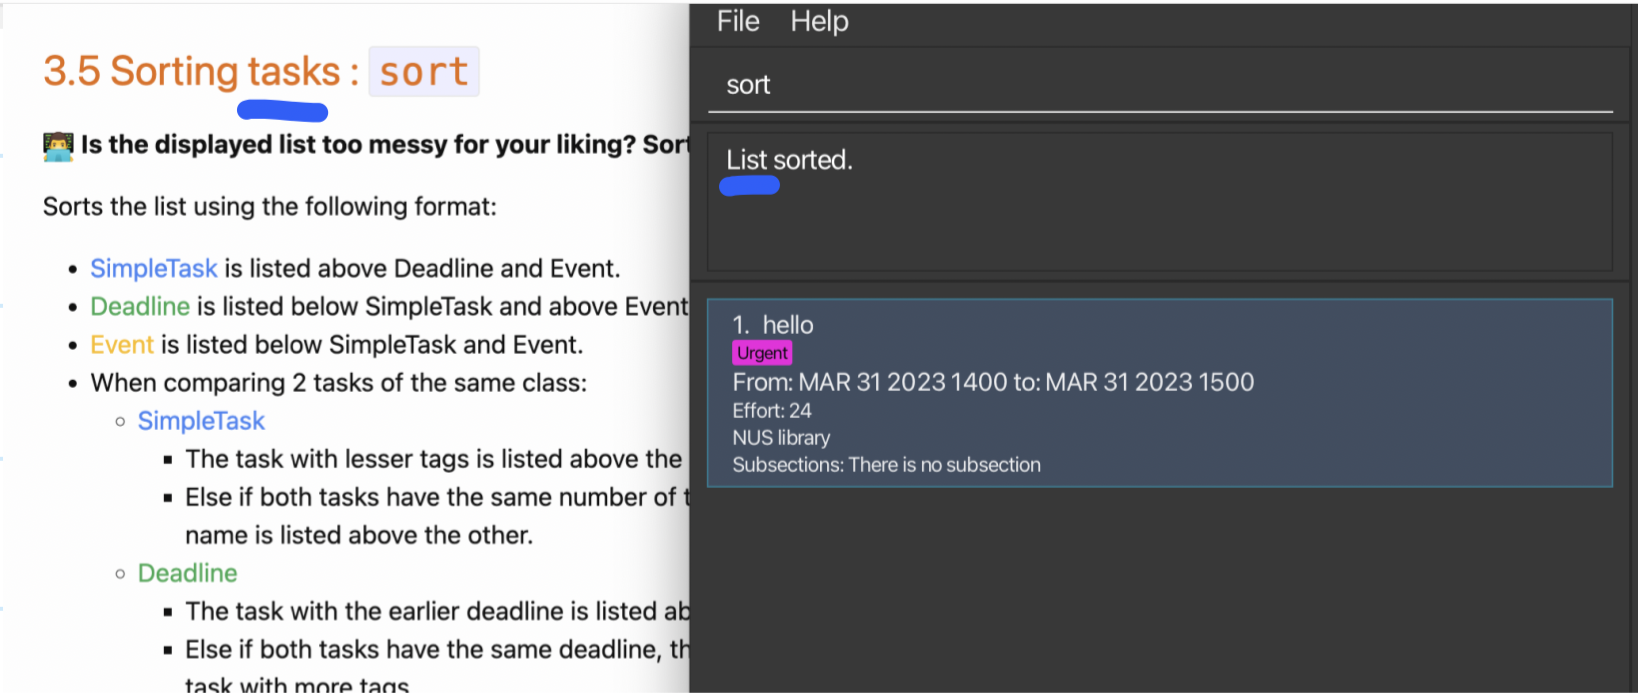 3.5 Sorting tasks : sort
Is the displayed list too messy for your liking? Sort
Sorts the list using the following format:
SimpleTask is listed above Deadline and Event.
Deadline is listed below SimpleTask and above Event
Event is listed below SimpleTask and Event.
When comparing 2 tasks of the same class:
SimpleTask
The task with lesser tags is listed above the
Else if both tasks have the same number of
name is listed above the other.
Deadline
The task with the earlier deadline is listed
Else if both tasks have the same deadline,
task with more tags
File Help
sort
List sorted.
1. hello
Urgent
From: MAR 31 2023 1400 to: MAR 31 2023 1500
Effort: 24
NUS library
Subsections: There is no subsection